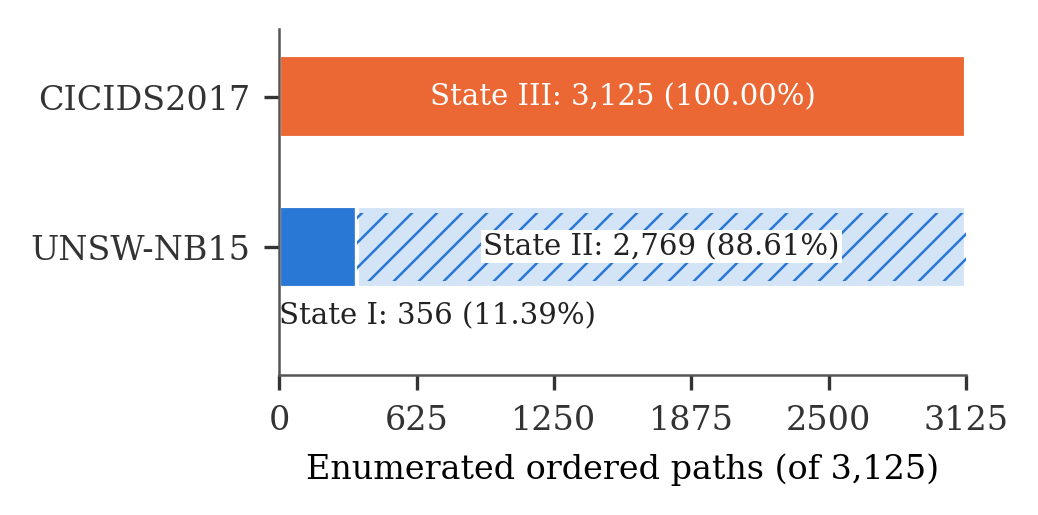 CICIDS2017
State III: 3,125 (100.00%)
UNSW-NB15
State II: 2,769 (88.61%)
State I: 356 (11.39%)
0 625 1250 1875 2500 3125
Enumerated ordered paths (of 3,125)